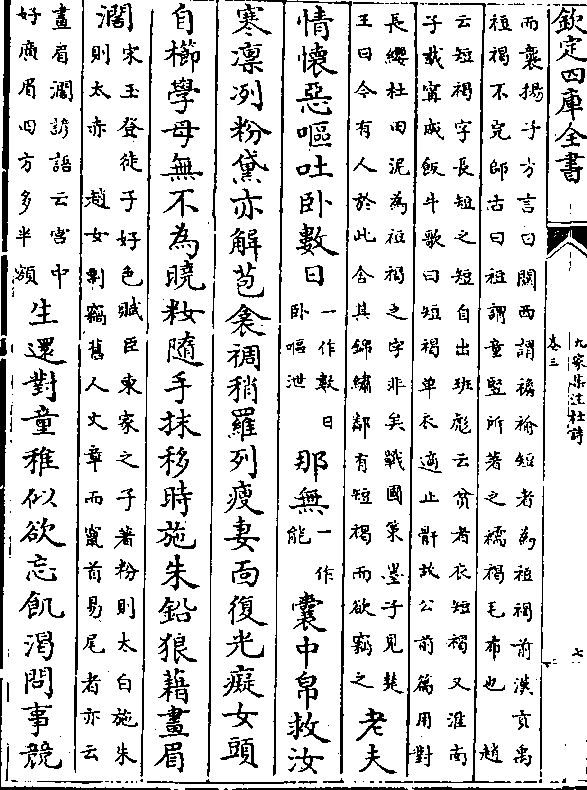 欽定四庫全書
九家集注杜詩
卷三
七
而褰揚子方言曰關西謂襜褕短者為裋褐前漢貢禹
裋褐不完師古曰裋謂童竪所著之襦褐毛布也趙
云短褐字長短之短自出班彪云貧者衣短褐又淮南
子載甯戚飯牛歌曰短褐單衣適止骭故公前篇用對
長纓杜田泥為裋褐之字非矣戰國策墨子見楚
王曰今有人於此舍其錦繡鄰有短褐而欲竊之老夫
情懷惡嘔吐卧數日一作數日卧嘔泄那無一作能囊中帛救汝
寒凛冽粉黛亦解苞衾裯稍羅列瘦妻面復光癡女頭
自櫛學母無不為曉籹隨手抹移時施朱鉛狼藉畫眉
濶宋玉登徒子好色賦臣東家之子著粉則太白施朱
則太赤趙女剽竊舊人文章而竄首易尾者亦云
畫眉濶諺語云宫中
好廣眉四方多半額生還對童稚似欲忘飢渴問事競